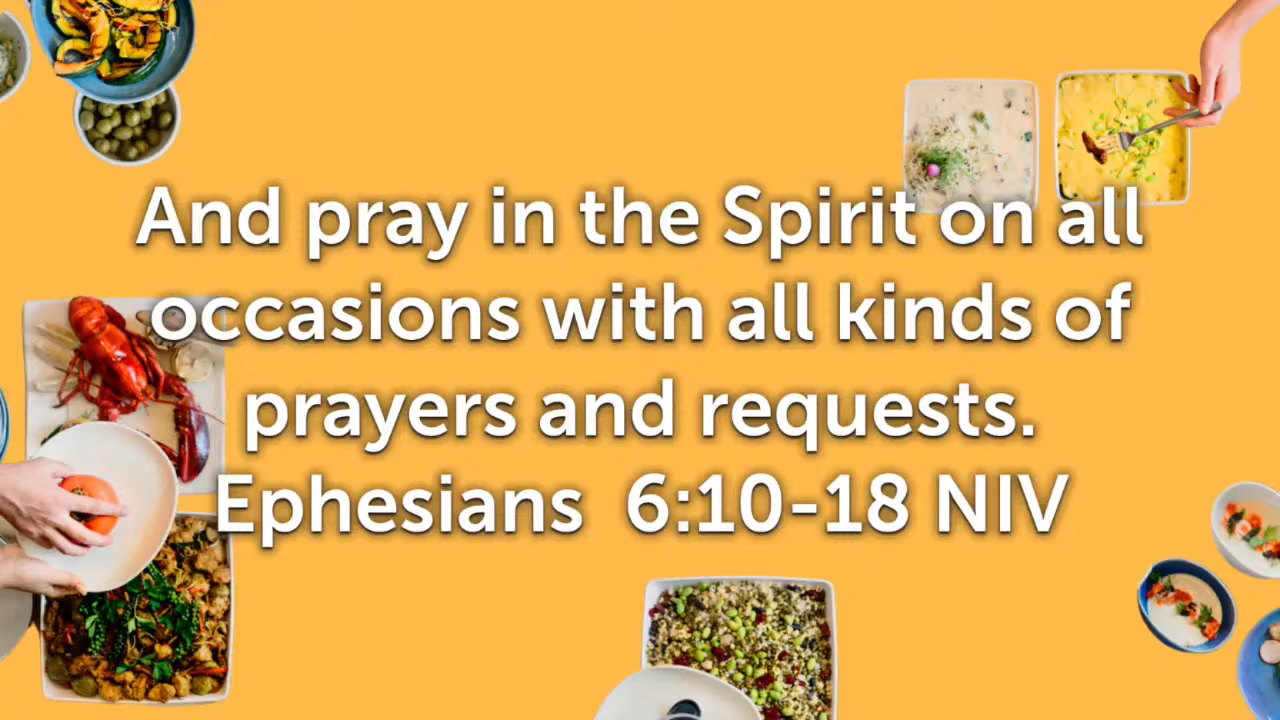 And pray in the Spirit on all
occasions with all kinds of
prayers and requests.
Ephesians  6:10-18 NIV